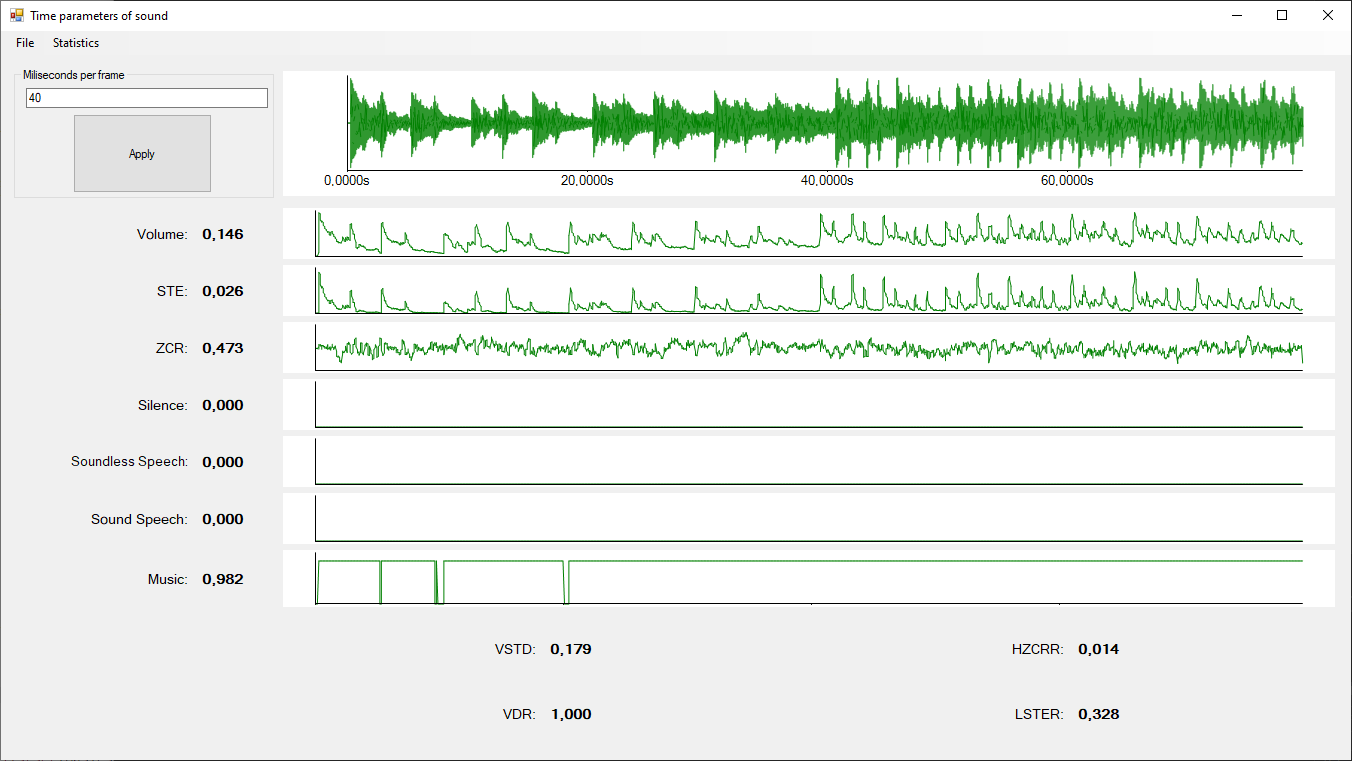 Time parameters of sound
File Statistics
Miliseconds per frame
40
Apply
0,0000s 20,0000s 40,0000s 60,0000s
Volume: 0,146
STE: 0,026
ZCR: 0,473
Silence: 0,000
Soundless Speech: 0,000
Sound Speech: 0,000
Music: 0,982
VSTD: 0,179 HZCRR: 0,014
VDR: 1,000 LSTER: 0,328